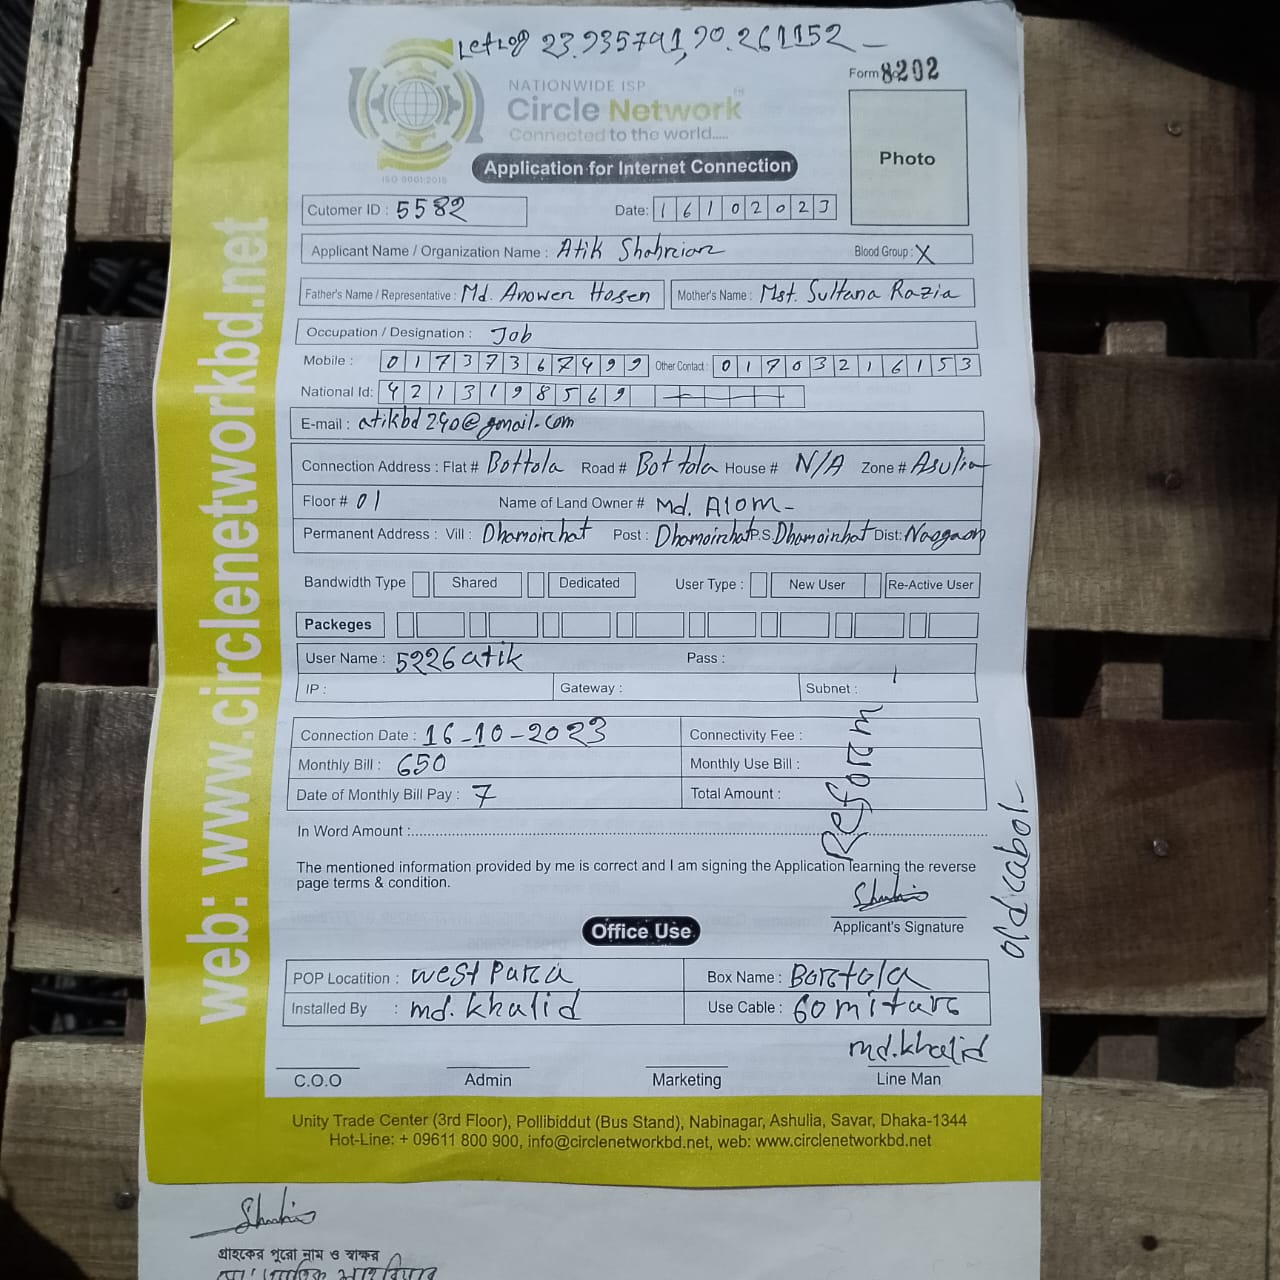 Letlog 23.935791,90.261152
Form 8202
NATIONWIDE ISP
Circle Network
Connected to the world.....
ISO 9001:2015
Application for Internet Connection
Photo
Cutomer ID : 5582 Date: 16102023
Applicant Name / Organization Name : Atik Shahriar Blood Group : X
Father's Name / Representative : Md. Anower Hosen Mother's Name : Mst. Sultana Razia
Occupation / Designation : Job
Mobile : 01737367499 Other Contact : 01703216153
National Id: 4213198569
E-mail : atikbd290@gmail.com
Connection Address : Flat # Bottola Road # Bottola House # N/A Zone # Asulia
Floor # 01 Name of Land Owner # Md. Alom-
Permanent Address : Vill : Dhamoirhat Post : Dhamoirhat P.S Dhamoirhat Dist: Naogaon
Bandwidth Type Shared Dedicated User Type : New User Re-Active User
Packeges
User Name : 5226atik Pass :
IP : Gateway : Subnet :
Connection Date : 16-10-2023 Connectivity Fee :
Monthly Bill : 650 Monthly Use Bill :
Date of Monthly Bill Pay : 7 Total Amount :
Reform
In Word Amount :
old cabol
The mentioned information provided by me is correct and I am signing the Application learning the reverse
page terms & condition.
Applicant's Signature
Office Use
POP Locatition : west Para Box Name : Bortola
Installed By : md. khalid Use Cable : 60 mitare
md.khalid
C.O.O Admin Marketing Line Man
Unity Trade Center (3rd Floor), Pollibiddut (Bus Stand), Nabinagar, Ashulia, Savar, Dhaka-1344
Hot-Line: + 09611 800 900, info@circlenetworkbd.net, web: www.circlenetworkbd.net
web: www.circlenetworkbd.net
গ্রাহকের পুরো নাম ও স্বাক্ষর